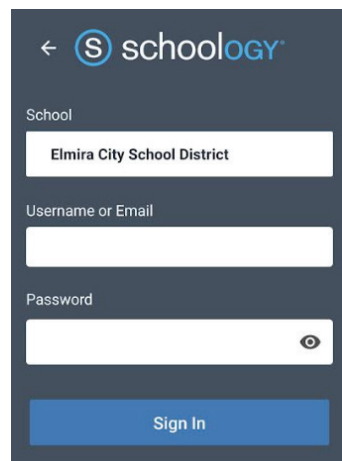 S schoology
School
Elmira City School District
Username or Email
Password
Sign In